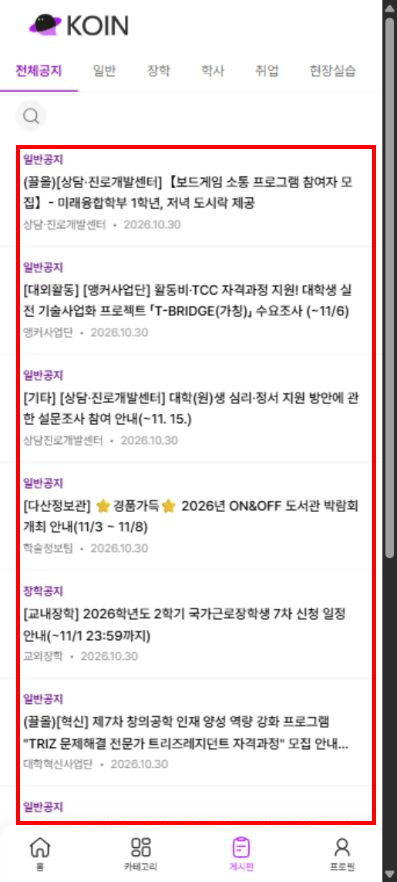 KOIN
전체공지 일반 장학 학사 취업 현장실습
일반공지
(끌올)[상담·진로개발센터]【보드게임 소통 프로그램 참여자 모
집】- 미래융합학부 1학년, 저녁 도시락 제공
상담·진로개발센터 • 2026.10.30
일반공지
[대외활동] [앵커사업단] 활동비·TCC 자격과정 지원! 대학생 실
전 기술사업화 프로젝트 「T-BRIDGE(가칭)」 수요조사 (~11/6)
앵커사업단 • 2026.10.30
일반공지
[기타] [상담·진로개발센터] 대학(원)생 심리·정서 지원 방안에 관
한 설문조사 참여 안내(~11. 15.)
상담진로개발센터 • 2026.10.30
일반공지
[다산정보관] ⭐경품가득⭐ 2026년 ON&OFF 도서관 박람회
개최 안내(11/3 ~ 11/8)
학술정보팀 • 2026.10.30
장학공지
[교내장학] 2026학년도 2학기 국가근로장학생 7차 신청 일정
안내(~11/1 23:59까지)
교외장학 • 2026.10.30
일반공지
(끌올)[혁신] 제7차 창의공학 인재 양성 역량 강화 프로그램
"TRIZ 문제해결 전문가 트리즈레지던트 자격과정" 모집 안내...
대학혁신사업단 • 2026.10.30
일반공지
홈 카테고리 게시판 프로필